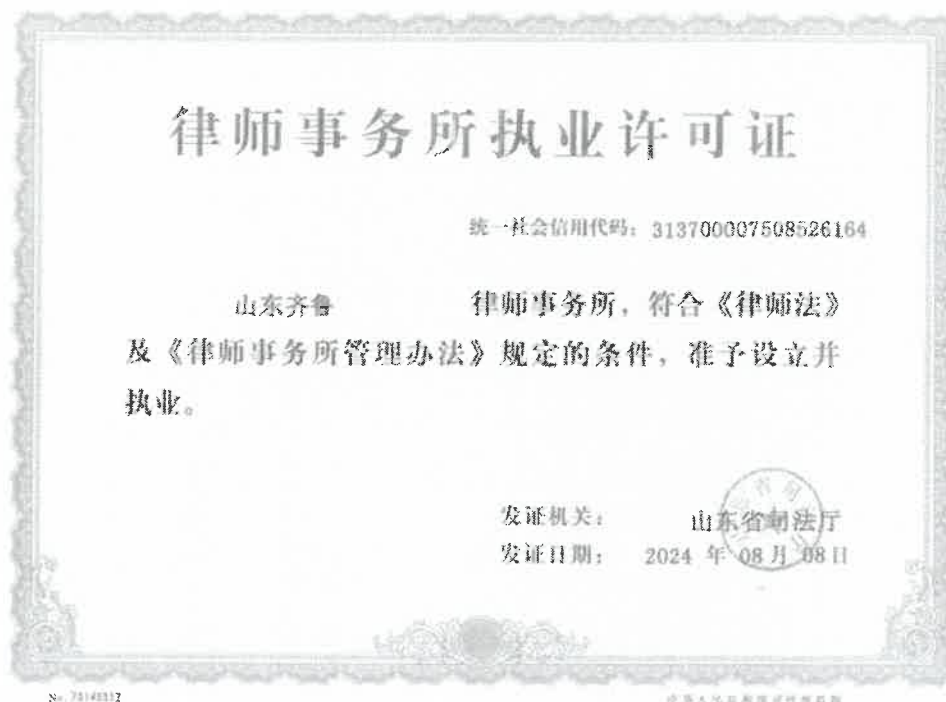 律师事务所执业许可证
统一社会信用代码：313700007508526164
山东齐鲁 律师事务所，符合《律师法》
及《律师事务所管理办法》规定的条件，准予设立并
执业。
发证机关： 山东省司法厅
发证日期： 2024 年 08 月 08 日